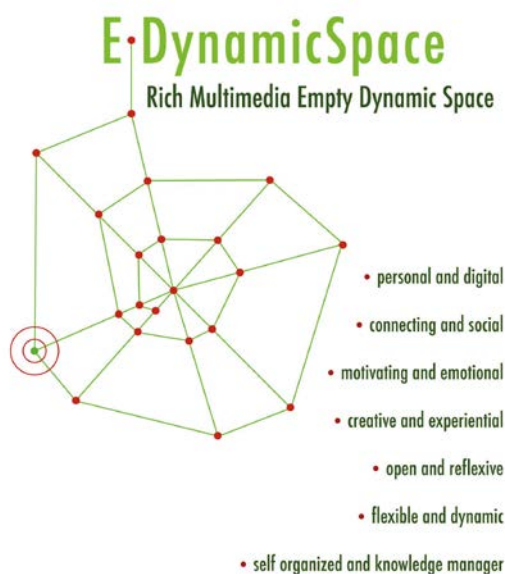 E·DynamicSpace
Rich Multimedia Empty Dynamic Space
• personal and digital
• connecting and social
• motivating and emotional
• creative and experiential
• open and reflexive
• flexible and dynamic
• self organized and knowledge manager